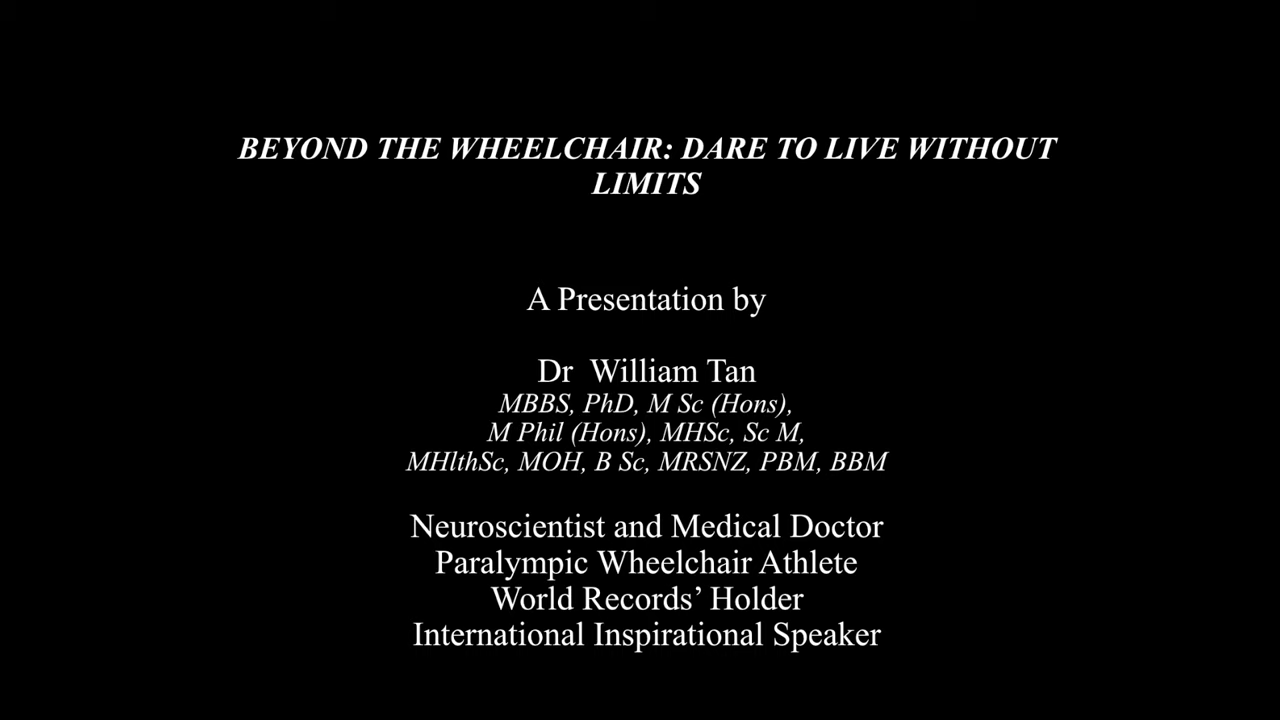 BEYOND THE WHEELCHAIR: DARE TO LIVE WITHOUT
LIMITS
A Presentation by
Dr  William Tan
MBBS, PhD, M Sc (Hons),
M Phil (Hons), MHSc, Sc M,
MHlthSc, MOH, B Sc, MRSNZ, PBM, BBM
Neuroscientist and Medical Doctor
Paralympic Wheelchair Athlete
World Records’ Holder
International Inspirational Speaker